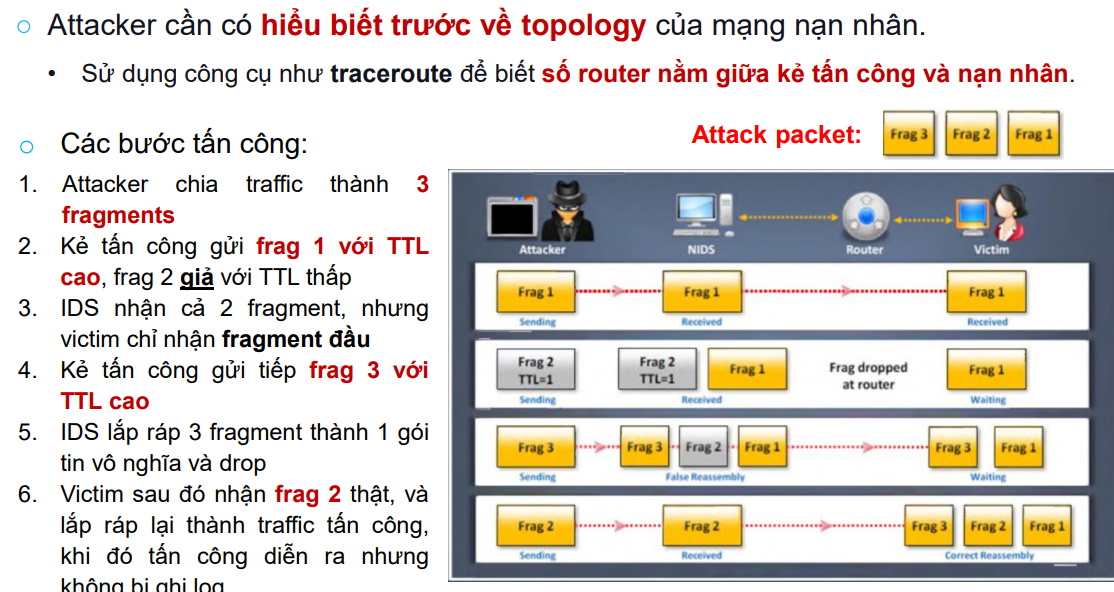 Attacker cần có hiểu biết trước về topology của mạng nạn nhân.
• Sử dụng công cụ như traceroute để biết số router nằm giữa kẻ tấn công và nạn nhân.
Các bước tấn công:
1. Attacker chia traffic thành 3
fragments
2. Kẻ tấn công gửi frag 1 với TTL
cao, frag 2 giả với TTL thấp
3. IDS nhận cả 2 fragment, nhưng
victim chỉ nhận fragment đầu
4. Kẻ tấn công gửi tiếp frag 3 với
TTL cao
5. IDS lắp ráp 3 fragment thành 1 gói
tin vô nghĩa và drop
6. Victim sau đó nhận frag 2 thật, và
lắp ráp lại thành traffic tấn công,
khi đó tấn công diễn ra nhưng
không bị ghi log
Attack packet: Frag 3 Frag 2 Frag 1
Attacker NIDS Router Victim
Frag 1 Frag 1 Frag 1
Sending Received Received
Frag 2 Frag 2 Frag 1 Frag dropped Frag 1
TTL=1 TTL=1 at router
Sending Received Waiting
Frag 3 Frag 3 Frag 2 Frag 1 Frag 3 Frag 1
Sending False Reassembly Waiting
Frag 2 Frag 2 Frag 3 Frag 2 Frag 1
Sending Received Correct Reassembly